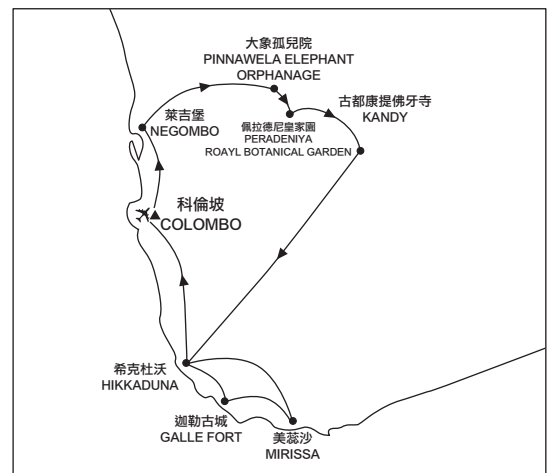 大象孤兒院
PINNAWELA ELEPHANT
ORPHANAGE
古都康提佛牙寺
KANDY
萊吉堡
NEGOMBO
佩拉德尼皇家園
PERADENIYA
ROAYL BOTANICAL GARDEN
科倫坡
COLOMBO
希克杜沃
HIKKADUNA
迦勒古城
GALLE FORT
美蕊沙
MIRISSA